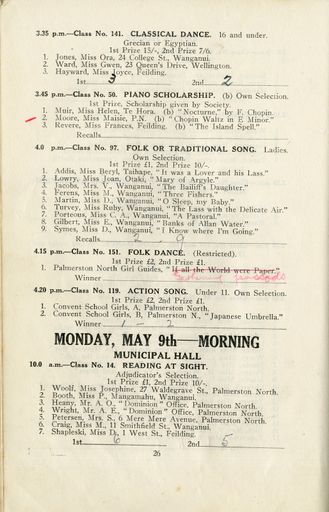 3.35 p.m.—Class No. 141. CLASSICAL DANCE. 16 and under.
Grecian or Egyptian.
1st Prize 15/-, 2nd Prize 7/6.
1. Jones, Miss Ora, 24 College St., Wanganui.
2. Ward, Miss Gwen, 23 Queen's Drive, Wellington.
3. Hayward, Miss Joyce, Feilding.
1st 3 2nd 2
3.45 p.m.—Class No. 50. PIANO SCHOLARSHIP. (b) Own Selection.
1st Prize, Scholarship given by Society.
1. Muir, Miss Helen, Te Hora. (b) "Nocturne," by F. Chopin.
2. Moore, Miss Maisie, P.N. (b) "Chopin Waltz in E Minor."
3. Revere, Miss Frances, Feilding. (b) "The Island Spell."
Recalls
4.0 p.m.—Class No. 97. FOLK OR TRADITIONAL SONG. Ladies.
Own Selection.
1st Prize £1, 2nd Prize 10/-.
1. Addis, Miss Beryl, Taihape, "It was a Lover and his Lass."
2. Lowry, Miss Joan, Otaki, "Mary of Argyle."
3. Jacobs, Mrs. V., Wanganui, "The Bailiff's Daughter."
4. Ferens, Miss M., Wanganui, "Three Fishers."
5. Martin, Miss D., Wanganui, "O Sleep, my Baby."
6. Turvey, Miss Ruby, Wanganui, "The Lass with the Delicate Air."
7. Porteous, Miss C. A., Wanganui, "A Pastoral."
8. Gilbert, Miss E., Wanganui, "Banks of Allan Water."
9. Symes, Miss D., Wanganui, "I Know where I'm Going."
Recalls 2 - 9
4.15 p.m.—Class No. 151. FOLK DANCE. (Restricted).
1st Prize £2, 2nd Prize £1.
1. Palmerston North Girl Guides, "If all the World were Paper."
Winner
4.20 p.m.—Class No. 119. ACTION SONG. Under 11. Own Selection.
1st Prize £2, 2nd Prize £1.
1. Convent School Girls, A, Palmerston North.
2. Convent School Girls, B, Palmerston N., "Japanese Umbrella."
Winner 1 - 2
MONDAY, MAY 9th—MORNING
MUNICIPAL HALL
10.0 a.m.—Class No. 14. READING AT SIGHT.
Adjudicator's Selection.
1st Prize £1, 2nd Prize 10/-.
1. Woolf, Miss Josephine, 27 Waldegrave St., Palmerston North.
2. Booth, Miss P., Mangamahu, Wanganui.
3. Heany, Mr. A. O., "Dominion" Office, Palmerston North.
4. Wright, Mr. A. E., "Dominion" Office, Palmerston North.
5. Petersen, Mrs. S., 6 Mere Mere Avenue, Palmerston North.
6. Craig, Miss M., 11 Smithfield St., Wanganui.
7. Shapleski, Miss D., 1 West St., Feilding.
1st 6 2nd 5
26